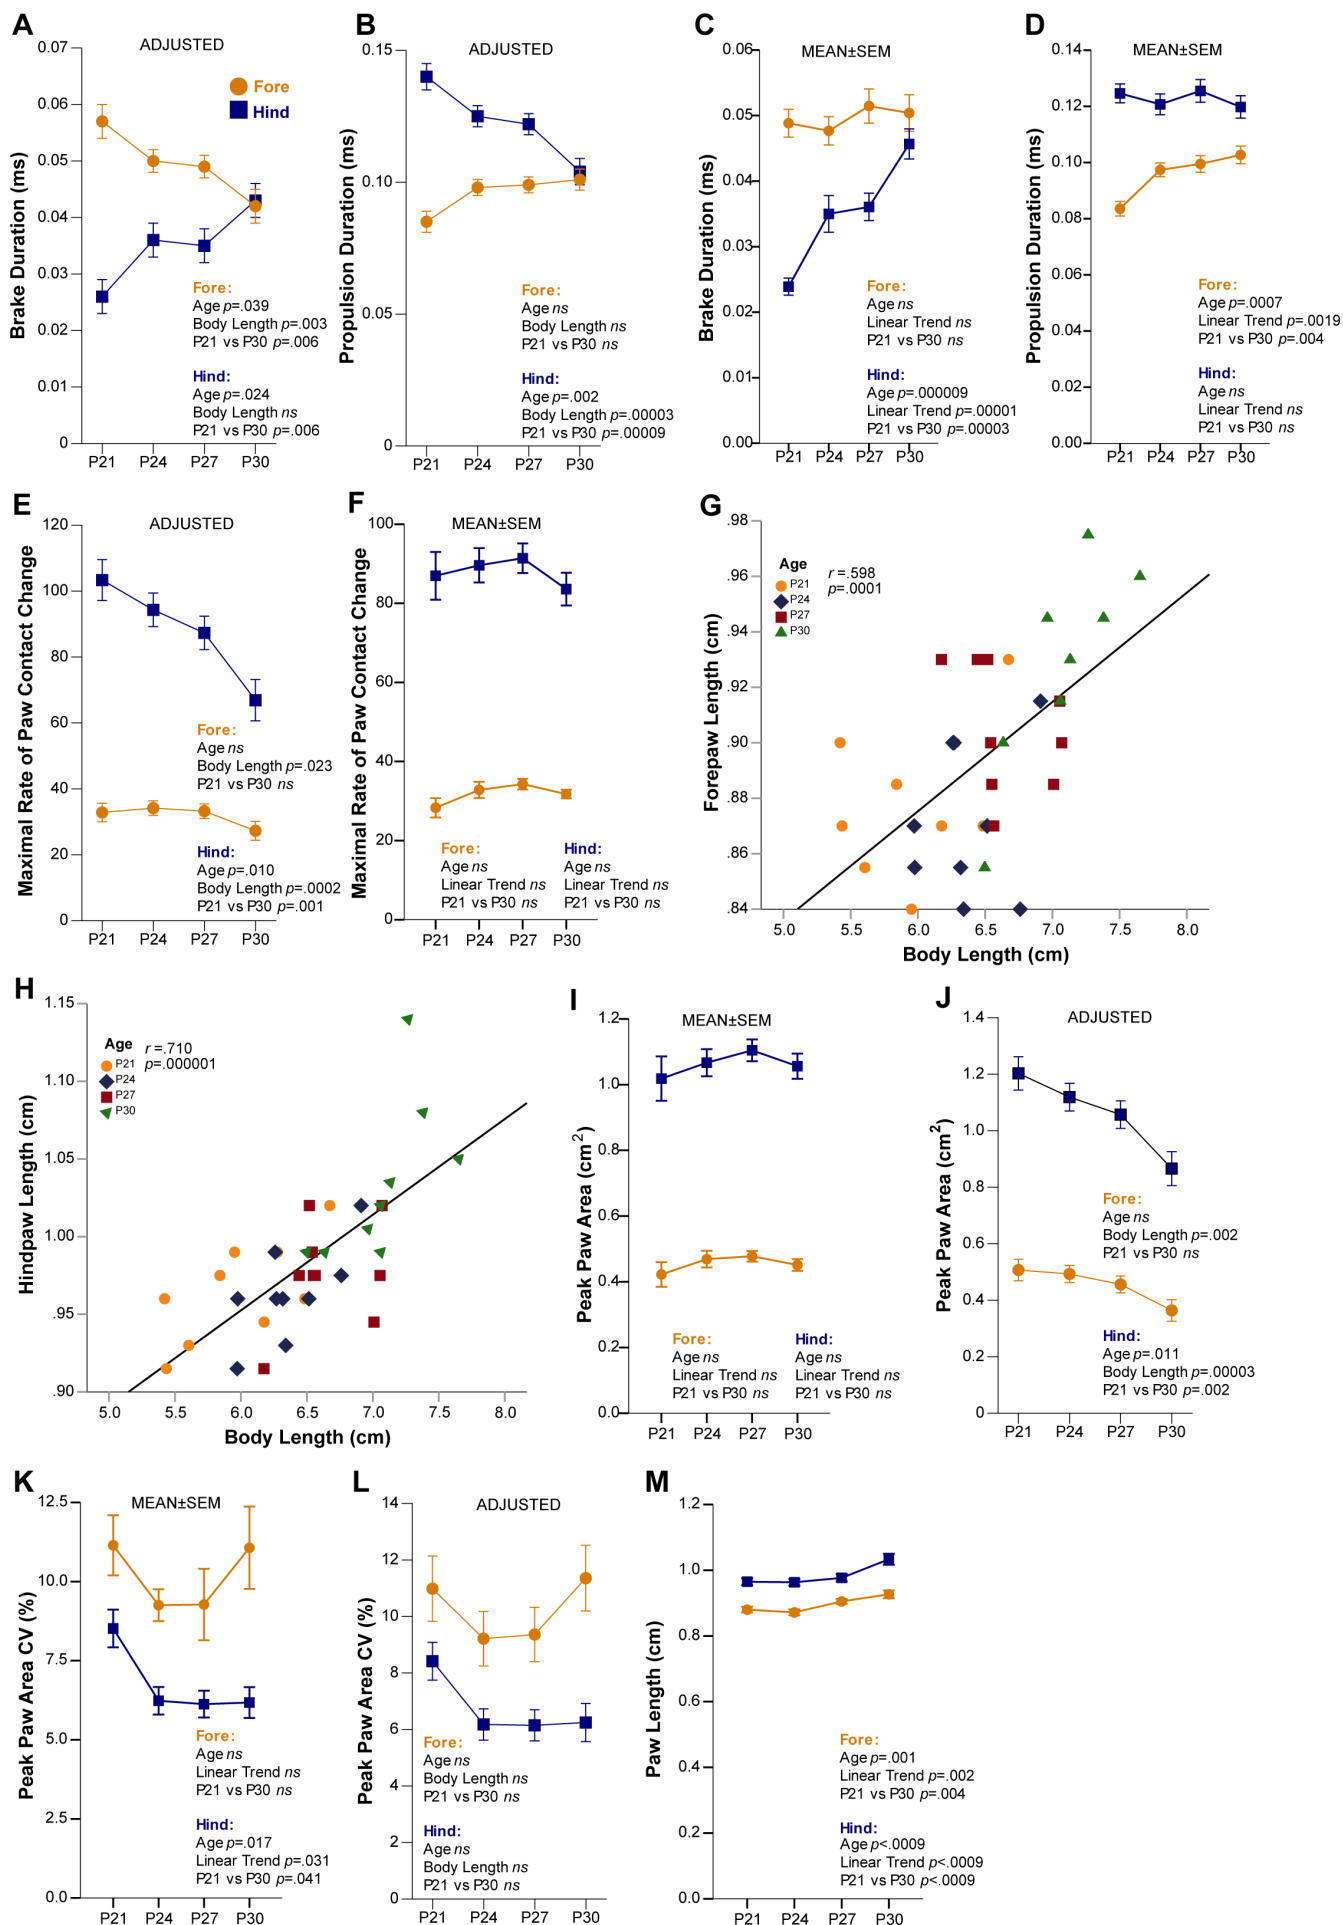 A
ADJUSTED
Brake Duration (ms)
0.07
0.06
0.05
0.04
0.03
0.02
0.01
0
P21 P24 P27 P30
Fore
Hind
Fore:
Age p=.039
Body Length p=.003
P21 vs P30 p=.006
Hind:
Age p=.024
Body Length ns
P21 vs P30 p=.006
B
ADJUSTED
Propulsion Duration (ms)
0.15
0.10
0.05
0
P21 P24 P27 P30
Fore:
Age ns
Body Length ns
P21 vs P30 ns
Hind:
Age p=.002
Body Length p=.00003
P21 vs P30 p=.00009
C
MEAN±SEM
Brake Duration (ms)
0.06
0.05
0.04
0.03
0.02
0.01
0.00
P21 P24 P27 P30
Fore:
Age ns
Linear Trend ns
P21 vs P30 ns
Hind:
Age p=.000009
Linear Trend p=.00001
P21 vs P30 p=.00003
D
MEAN±SEM
Propulsion Duration (ms)
0.14
0.12
0.10
0.08
0.06
0.04
0.02
0.00
P21 P24 P27 P30
Fore:
Age p=.0007
Linear Trend p=.0019
P21 vs P30 p=.004
Hind:
Age ns
Linear Trend ns
P21 vs P30 ns
E
ADJUSTED
Maximal Rate of Paw Contact Change
120
100
80
60
40
20
0
P21 P24 P27 P30
Fore:
Age ns
Body Length p=.023
P21 vs P30 ns
Hind:
Age p=.010
Body Length p=.0002
P21 vs P30 p=.001
F
MEAN±SEM
Maximal Rate of Paw Contact Change
100
80
60
40
20
0
P21 P24 P27 P30
Fore:
Age ns
Linear Trend ns
P21 vs P30 ns
Hind:
Age ns
Linear Trend ns
P21 vs P30 ns
G
Forepaw Length (cm)
.98
.96
.94
.92
.90
.88
.86
.84
5.0 5.5 6.0 6.5 7.0 7.5 8.0
Body Length (cm)
Age
P21
P24
P27
P30
r =.598
p=.0001
H
Hindpaw Length (cm)
1.15
1.10
1.05
1.00
.95
.90
5.0 5.5 6.0 6.5 7.0 7.5 8.0
Body Length (cm)
Age
P21
P24
P27
P30
r =.710
p=.000001
I
MEAN±SEM
Peak Paw Area (cm2)
1.2
1.0
0.8
0.6
0.4
0.2
0.0
P21 P24 P27 P30
Fore:
Age ns
Linear Trend ns
P21 vs P30 ns
Hind:
Age ns
Linear Trend ns
P21 vs P30 ns
J
ADJUSTED
Peak Paw Area (cm2)
1.4
1.2
1.0
0.8
0.6
0.4
0.2
0
P21 P24 P27 P30
Fore:
Age ns
Body Length p=.002
P21 vs P30 ns
Hind:
Age p=.011
Body Length p=.00003
P21 vs P30 p=.002
K
MEAN±SEM
Peak Paw Area CV (%)
12.5
10.0
7.5
5.0
2.5
0.0
P21 P24 P27 P30
Fore:
Age ns
Linear Trend ns
P21 vs P30 ns
Hind:
Age p=.017
Linear Trend p=.031
P21 vs P30 p=.041
L
ADJUSTED
Peak Paw Area CV (%)
14
12
10
8
6
4
2
0
P21 P24 P27 P30
Fore:
Age ns
Body Length ns
P21 vs P30 ns
Hind:
Age ns
Body Length ns
P21 vs P30 ns
M
Paw Length (cm)
1.2
1.0
0.8
0.6
0.4
0.2
0.0
P21 P24 P27 P30
Fore:
Age p=.001
Linear Trend p=.002
P21 vs P30 p=.004
Hind:
Age p<.0009
Linear Trend p<.0009
P21 vs P30 p<.0009